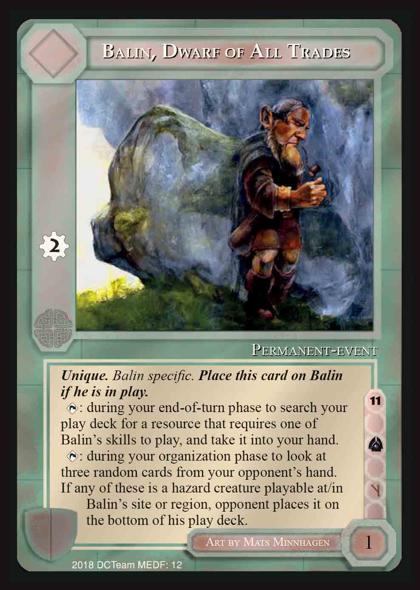 Balin, Dwarf of All Trades
2
Permanent-event
Unique. Balin specific. Place this card on Balin
if he is in play.
: during your end-of-turn phase to search your
play deck for a resource that requires one of
Balin's skills to play, and take it into your hand.
: during your organization phase to look at
three random cards from your opponent's hand.
If any of these is a hazard creature playable at/in
Balin's site or region, opponent places it on
the bottom of his play deck.
11
Art by Mats Minnhagen
1
2018 DCTeam MEDF: 12